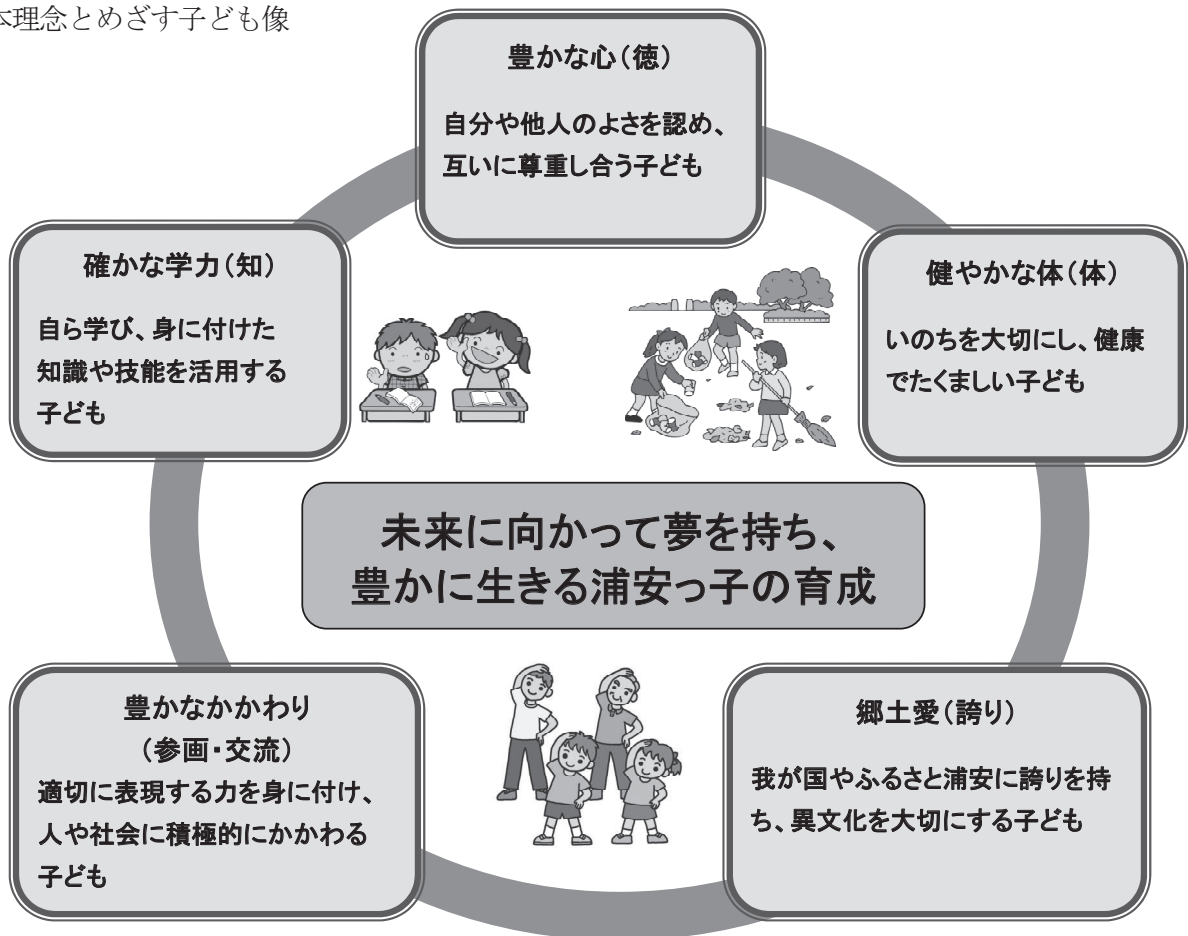 本理念とめざす子ども像
豊かな心(徳)
自分や他人のよさを認め、
互いに尊重し合う子ども
確かな学力(知)
自ら学び、身に付けた
知識や技能を活用する
子ども
健やかな体(体)
いのちを大切にし、健康
でたくましい子ども
未来に向かって夢を持ち、
豊かに生きる浦安っ子の育成
豊かなかかわり
(参画・交流)
適切に表現する力を身に付け、
人や社会に積極的にかかわる
子ども
郷土愛(誇り)
我が国やふるさと浦安に誇りを持
ち、異文化を大切にする子ども